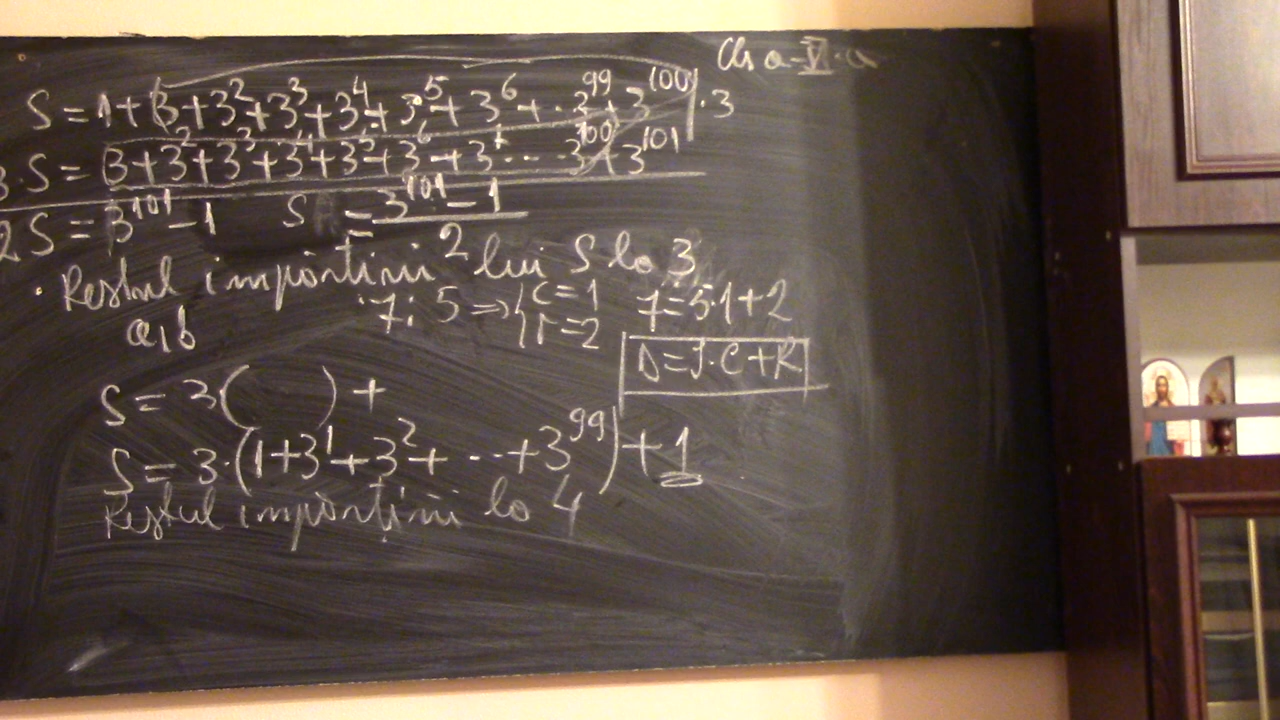 Cls a-VI-a
S = 1+3+3²+3³+3⁴+3⁵+3⁶+...3⁹⁹+3¹⁰⁰ | ·3
3·S = 3+3²+3³+3⁴+3⁵+3⁶+3⁷...3¹⁰⁰+3¹⁰¹
2S = 3¹⁰¹-1 S = (3¹⁰¹-1)/2
· Restul împărțirii lui S la 3
7:5 ⇒ { C=1 7=5·1+2
a,b r=2
D=Î·C+R
S = 3( ) +
S = 3·(1+3¹+3²+...+3⁹⁹)+1
Restul împărțirii la 4